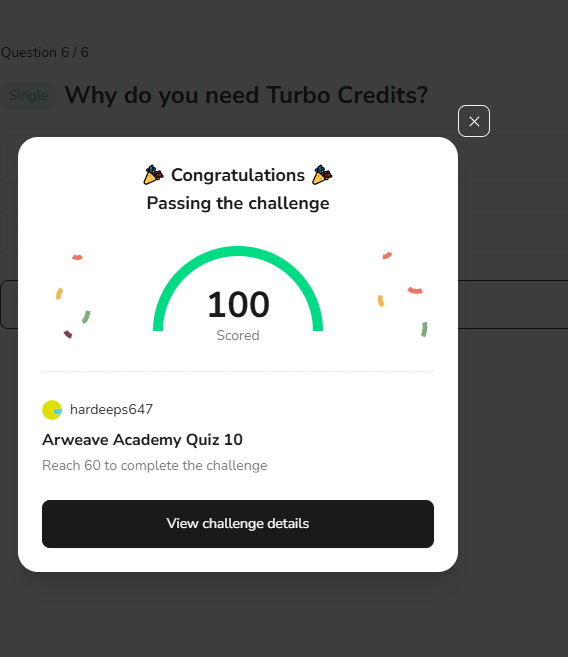 Question 6 / 6
Single Why do you need Turbo Credits?
Congratulations
Passing the challenge
100
Scored
hardeeps647
Arweave Academy Quiz 10
Reach 60 to complete the challenge
View challenge details